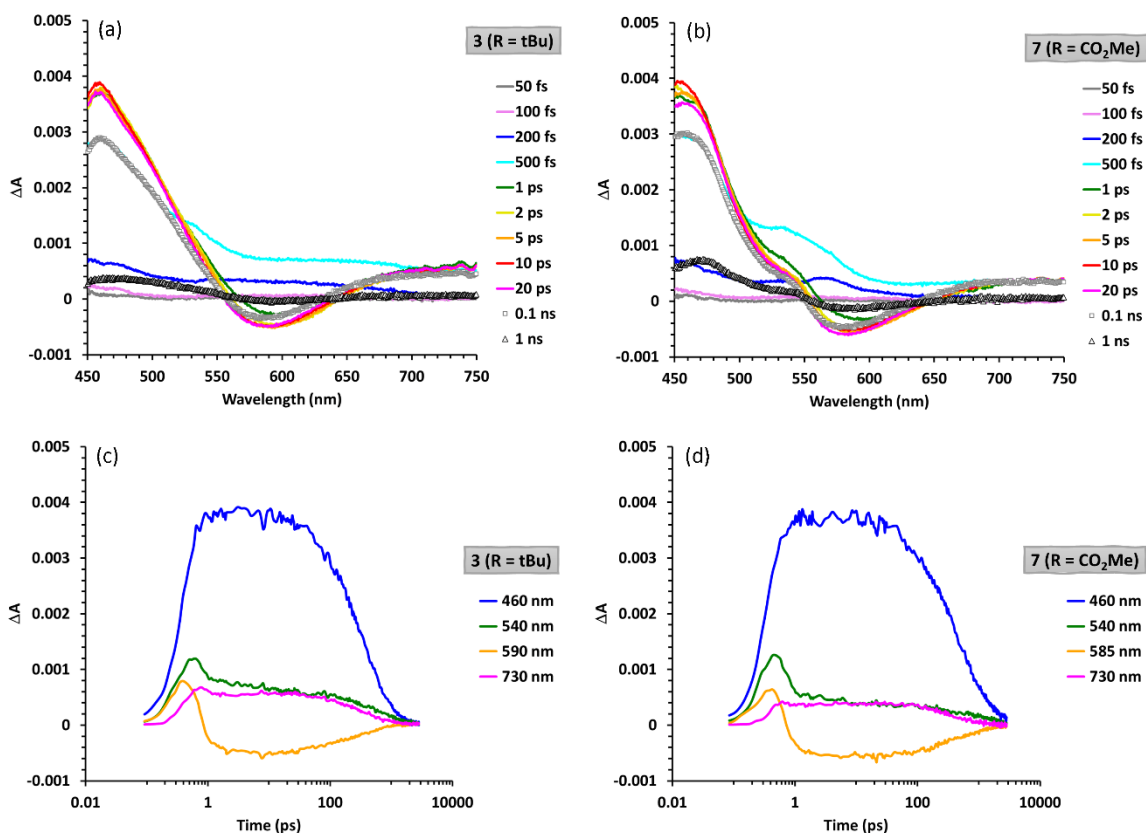 (a)
3 (R = tBu)
0.005
0.004
0.003
0.002
0.001
0
-0.001
ΔA
450 500 550 600 650 700 750
Wavelength (nm)
50 fs
100 fs
200 fs
500 fs
1 ps
2 ps
5 ps
10 ps
20 ps
0.1 ns
1 ns
(b)
7 (R = CO₂Me)
0.005
0.004
0.003
0.002
0.001
0
-0.001
ΔA
450 500 550 600 650 700 750
Wavelength (nm)
50 fs
100 fs
200 fs
500 fs
1 ps
2 ps
5 ps
10 ps
20 ps
0.1 ns
1 ns
(c)
3 (R = tBu)
0.005
0.004
0.003
0.002
0.001
0
-0.001
ΔA
0.01 1 100 10000
Time (ps)
460 nm
540 nm
590 nm
730 nm
(d)
7 (R = CO₂Me)
0.005
0.004
0.003
0.002
0.001
0
-0.001
ΔA
0.01 1 100 10000
Time (ps)
460 nm
540 nm
585 nm
730 nm